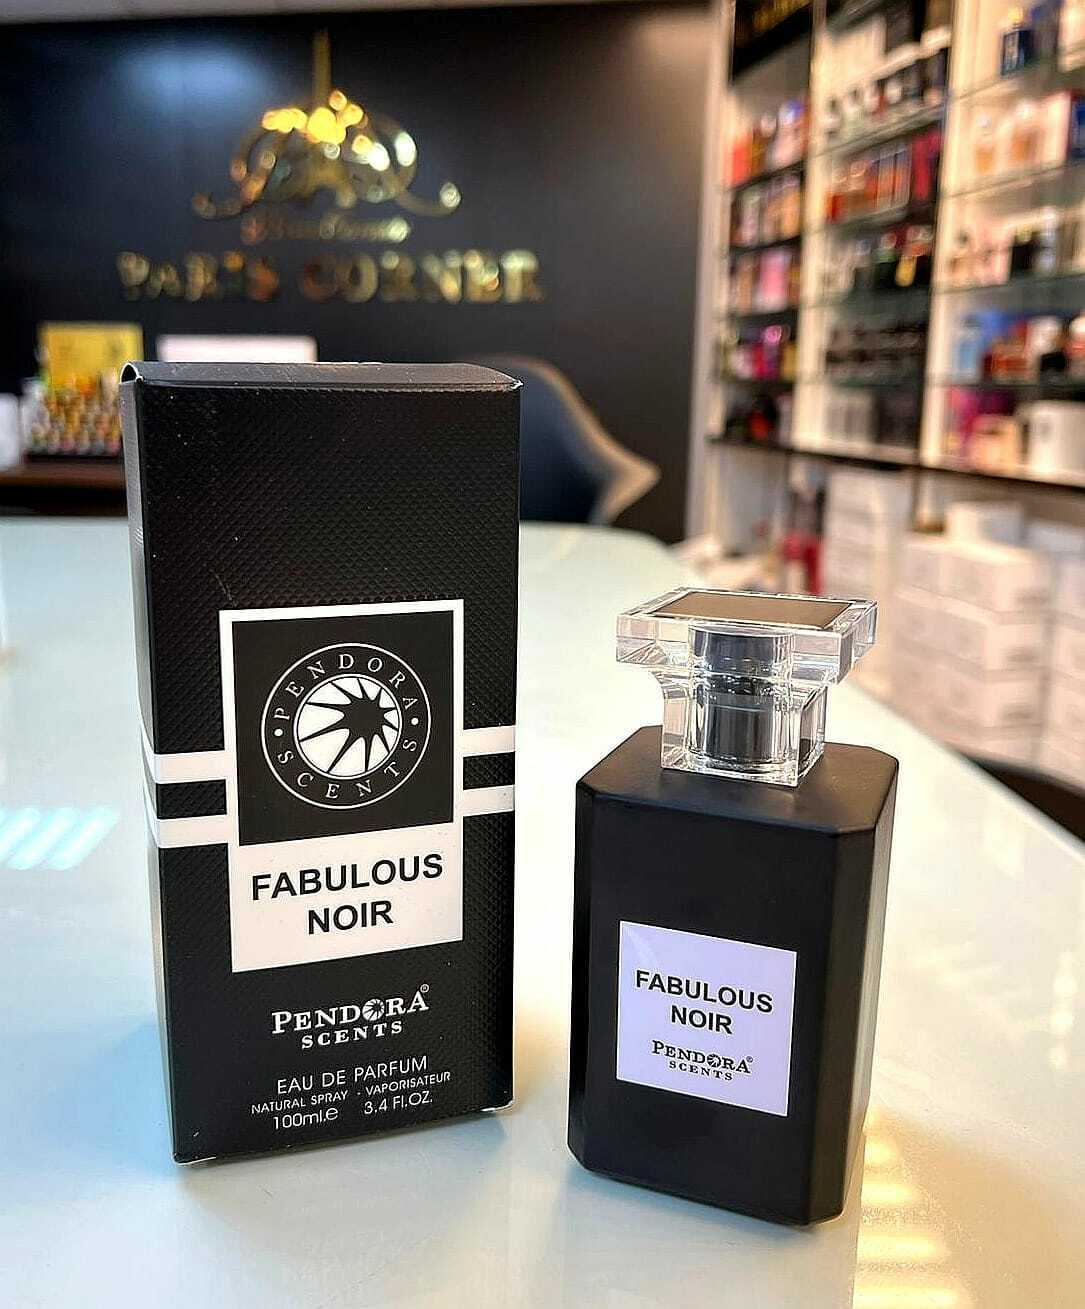 PARIS CORNER
PENDORA
SCENTS
FABULOUS
NOIR
PENDORA®
SCENTS
EAU DE PARFUM
NATURAL SPRAY - VAPORISATEUR
100ml.e 3.4 Fl.OZ.
FABULOUS
NOIR
PENDORA®
SCENTS